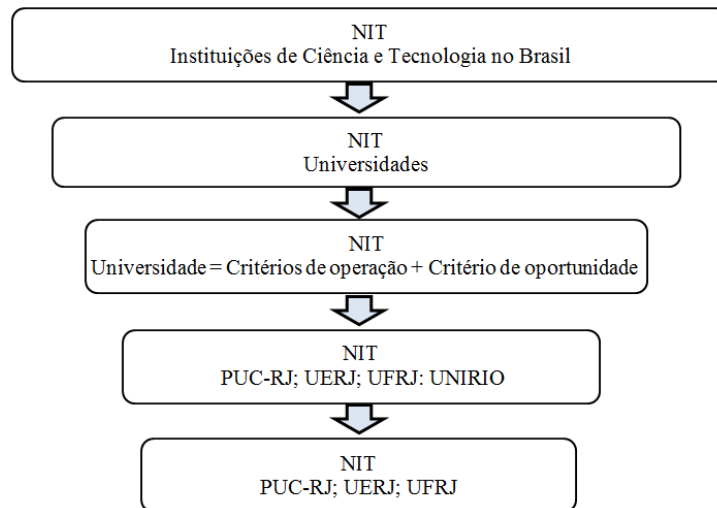 NIT
Instituições de Ciência e Tecnologia no Brasil
NIT
Universidades
NIT
Universidade = Critérios de operação + Critério de oportunidade
NIT
PUC-RJ; UERJ; UFRJ: UNIRIO
NIT
PUC-RJ; UERJ; UFRJ